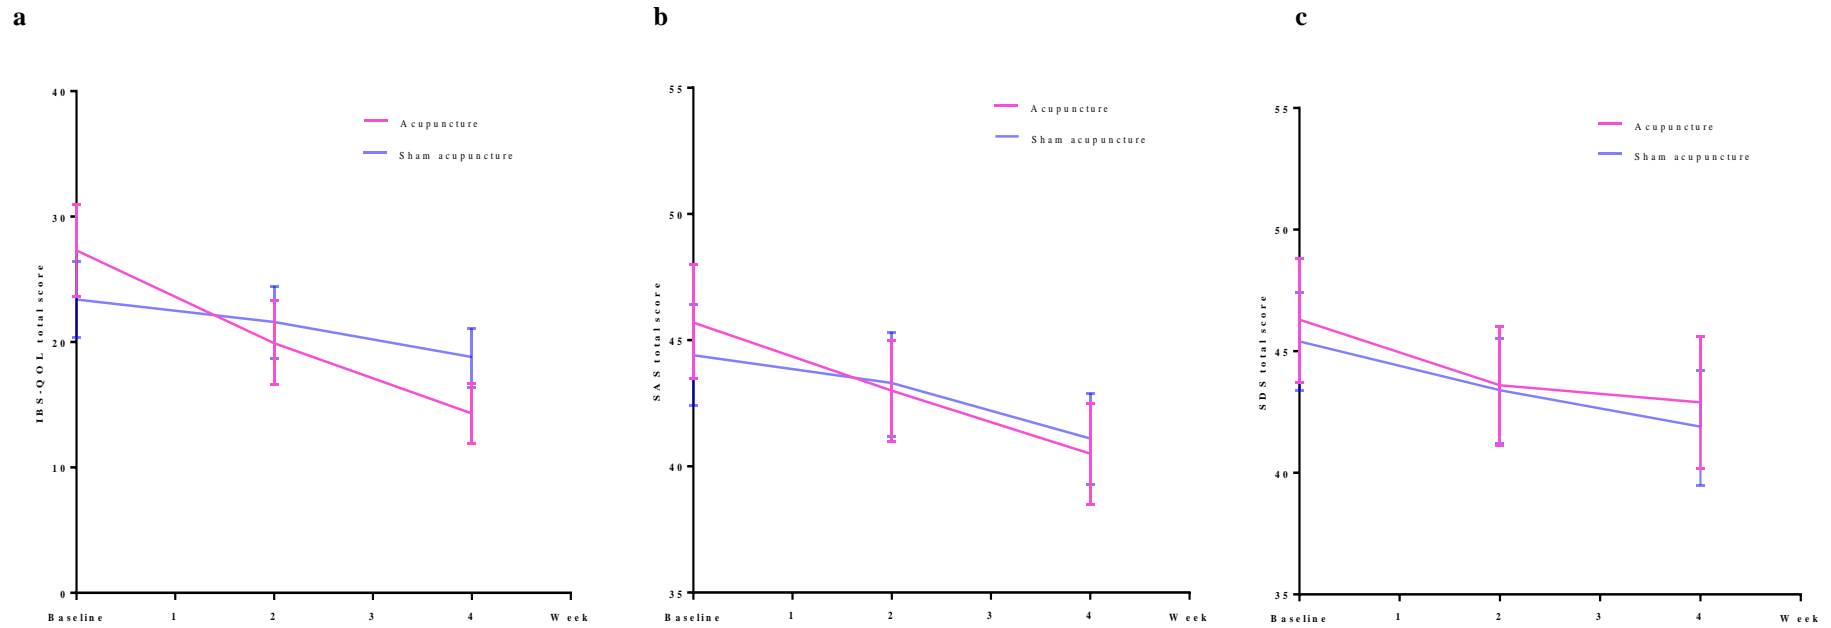 a
IBS-QOL total score
40
30
20
10
0
Acupuncture
Sham acupuncture
Baseline 1 2 3 4 Week
b
SAS total score
55
50
45
40
35
Acupuncture
Sham acupuncture
Baseline 1 2 3 4 Week
c
SDS total score
55
50
45
40
35
Acupuncture
Sham acupuncture
Baseline 1 2 3 4 Week